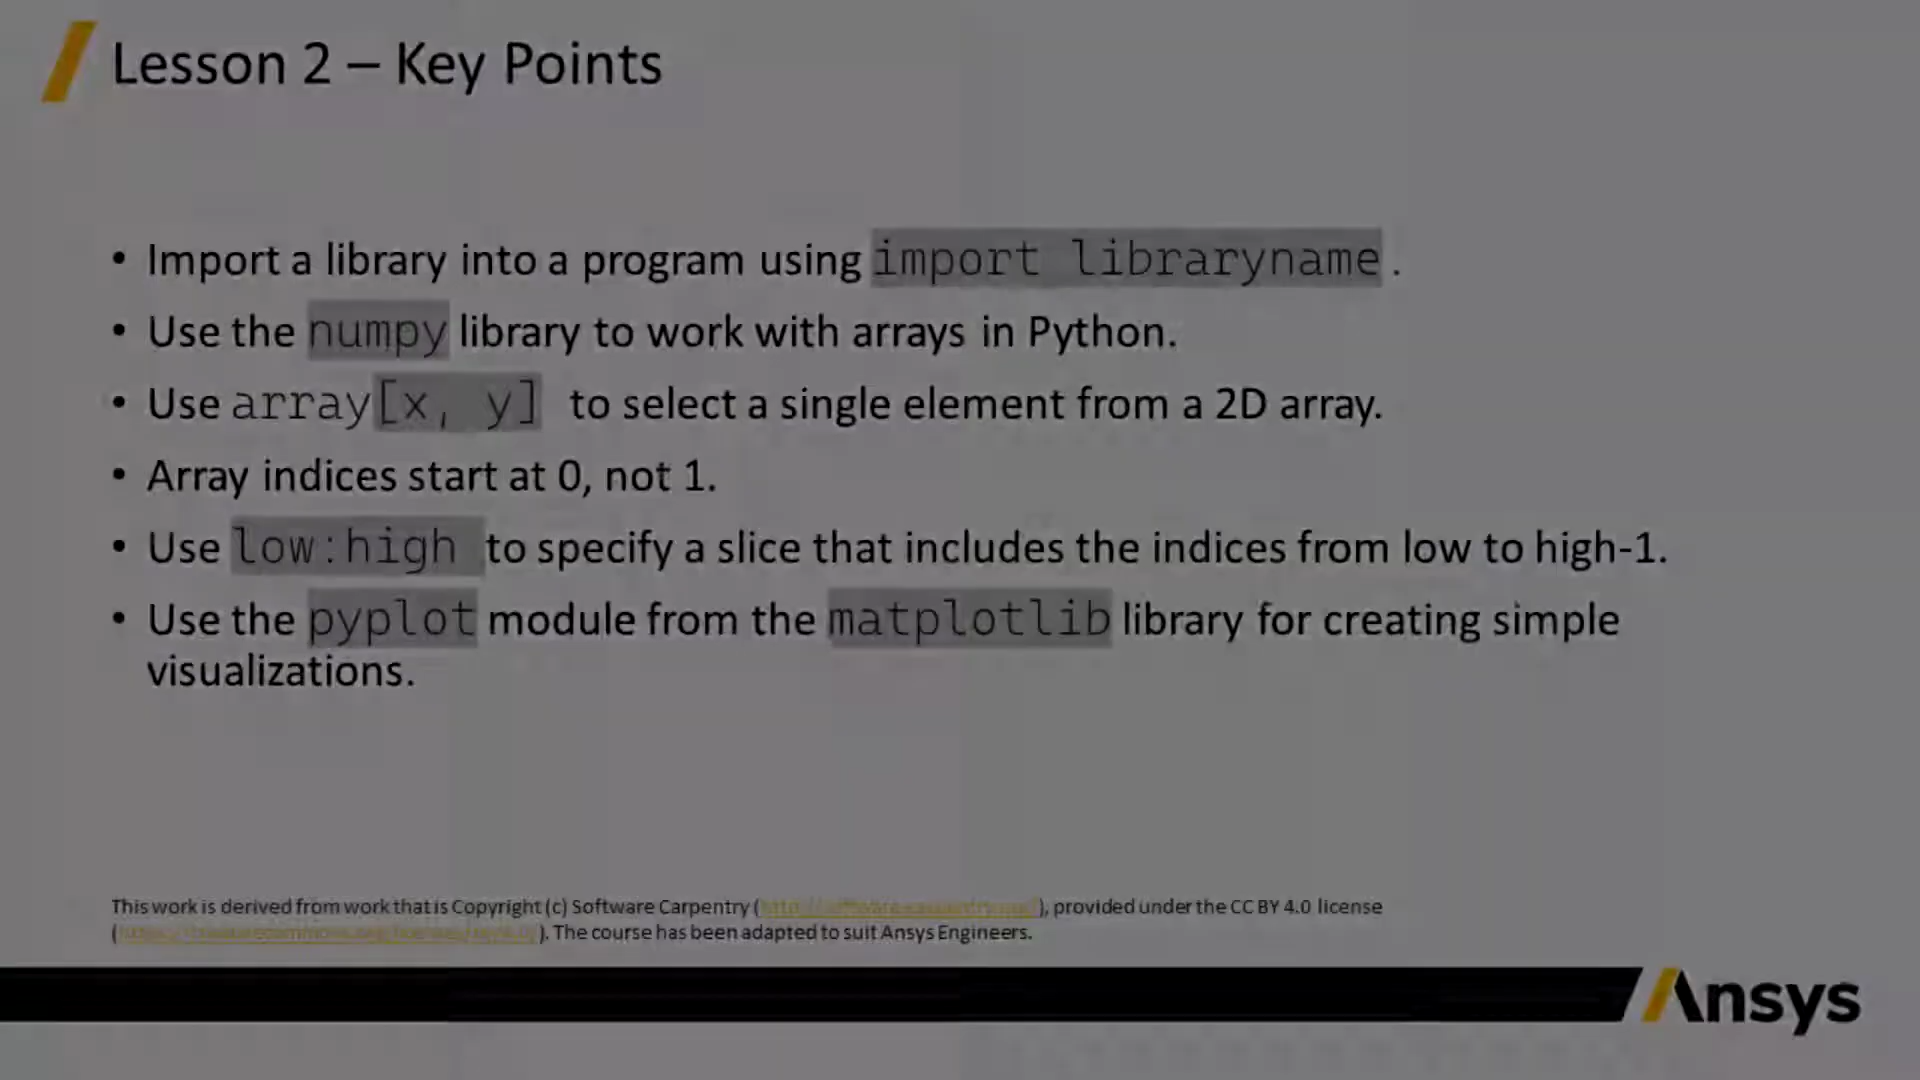 Lesson 2 – Key Points
• Import a library into a program using import libraryname.
• Use the numpy library to work with arrays in Python.
• Use array[x, y] to select a single element from a 2D array.
• Array indices start at 0, not 1.
• Use low:high to specify a slice that includes the indices from low to high-1.
• Use the pyplot module from the matplotlib library for creating simple
visualizations.
This work is derived from work that is Copyright (c) Software Carpentry (), provided under the CC BY 4.0 license
(). The course has been adapted to suit Ansys Engineers.
Ansys